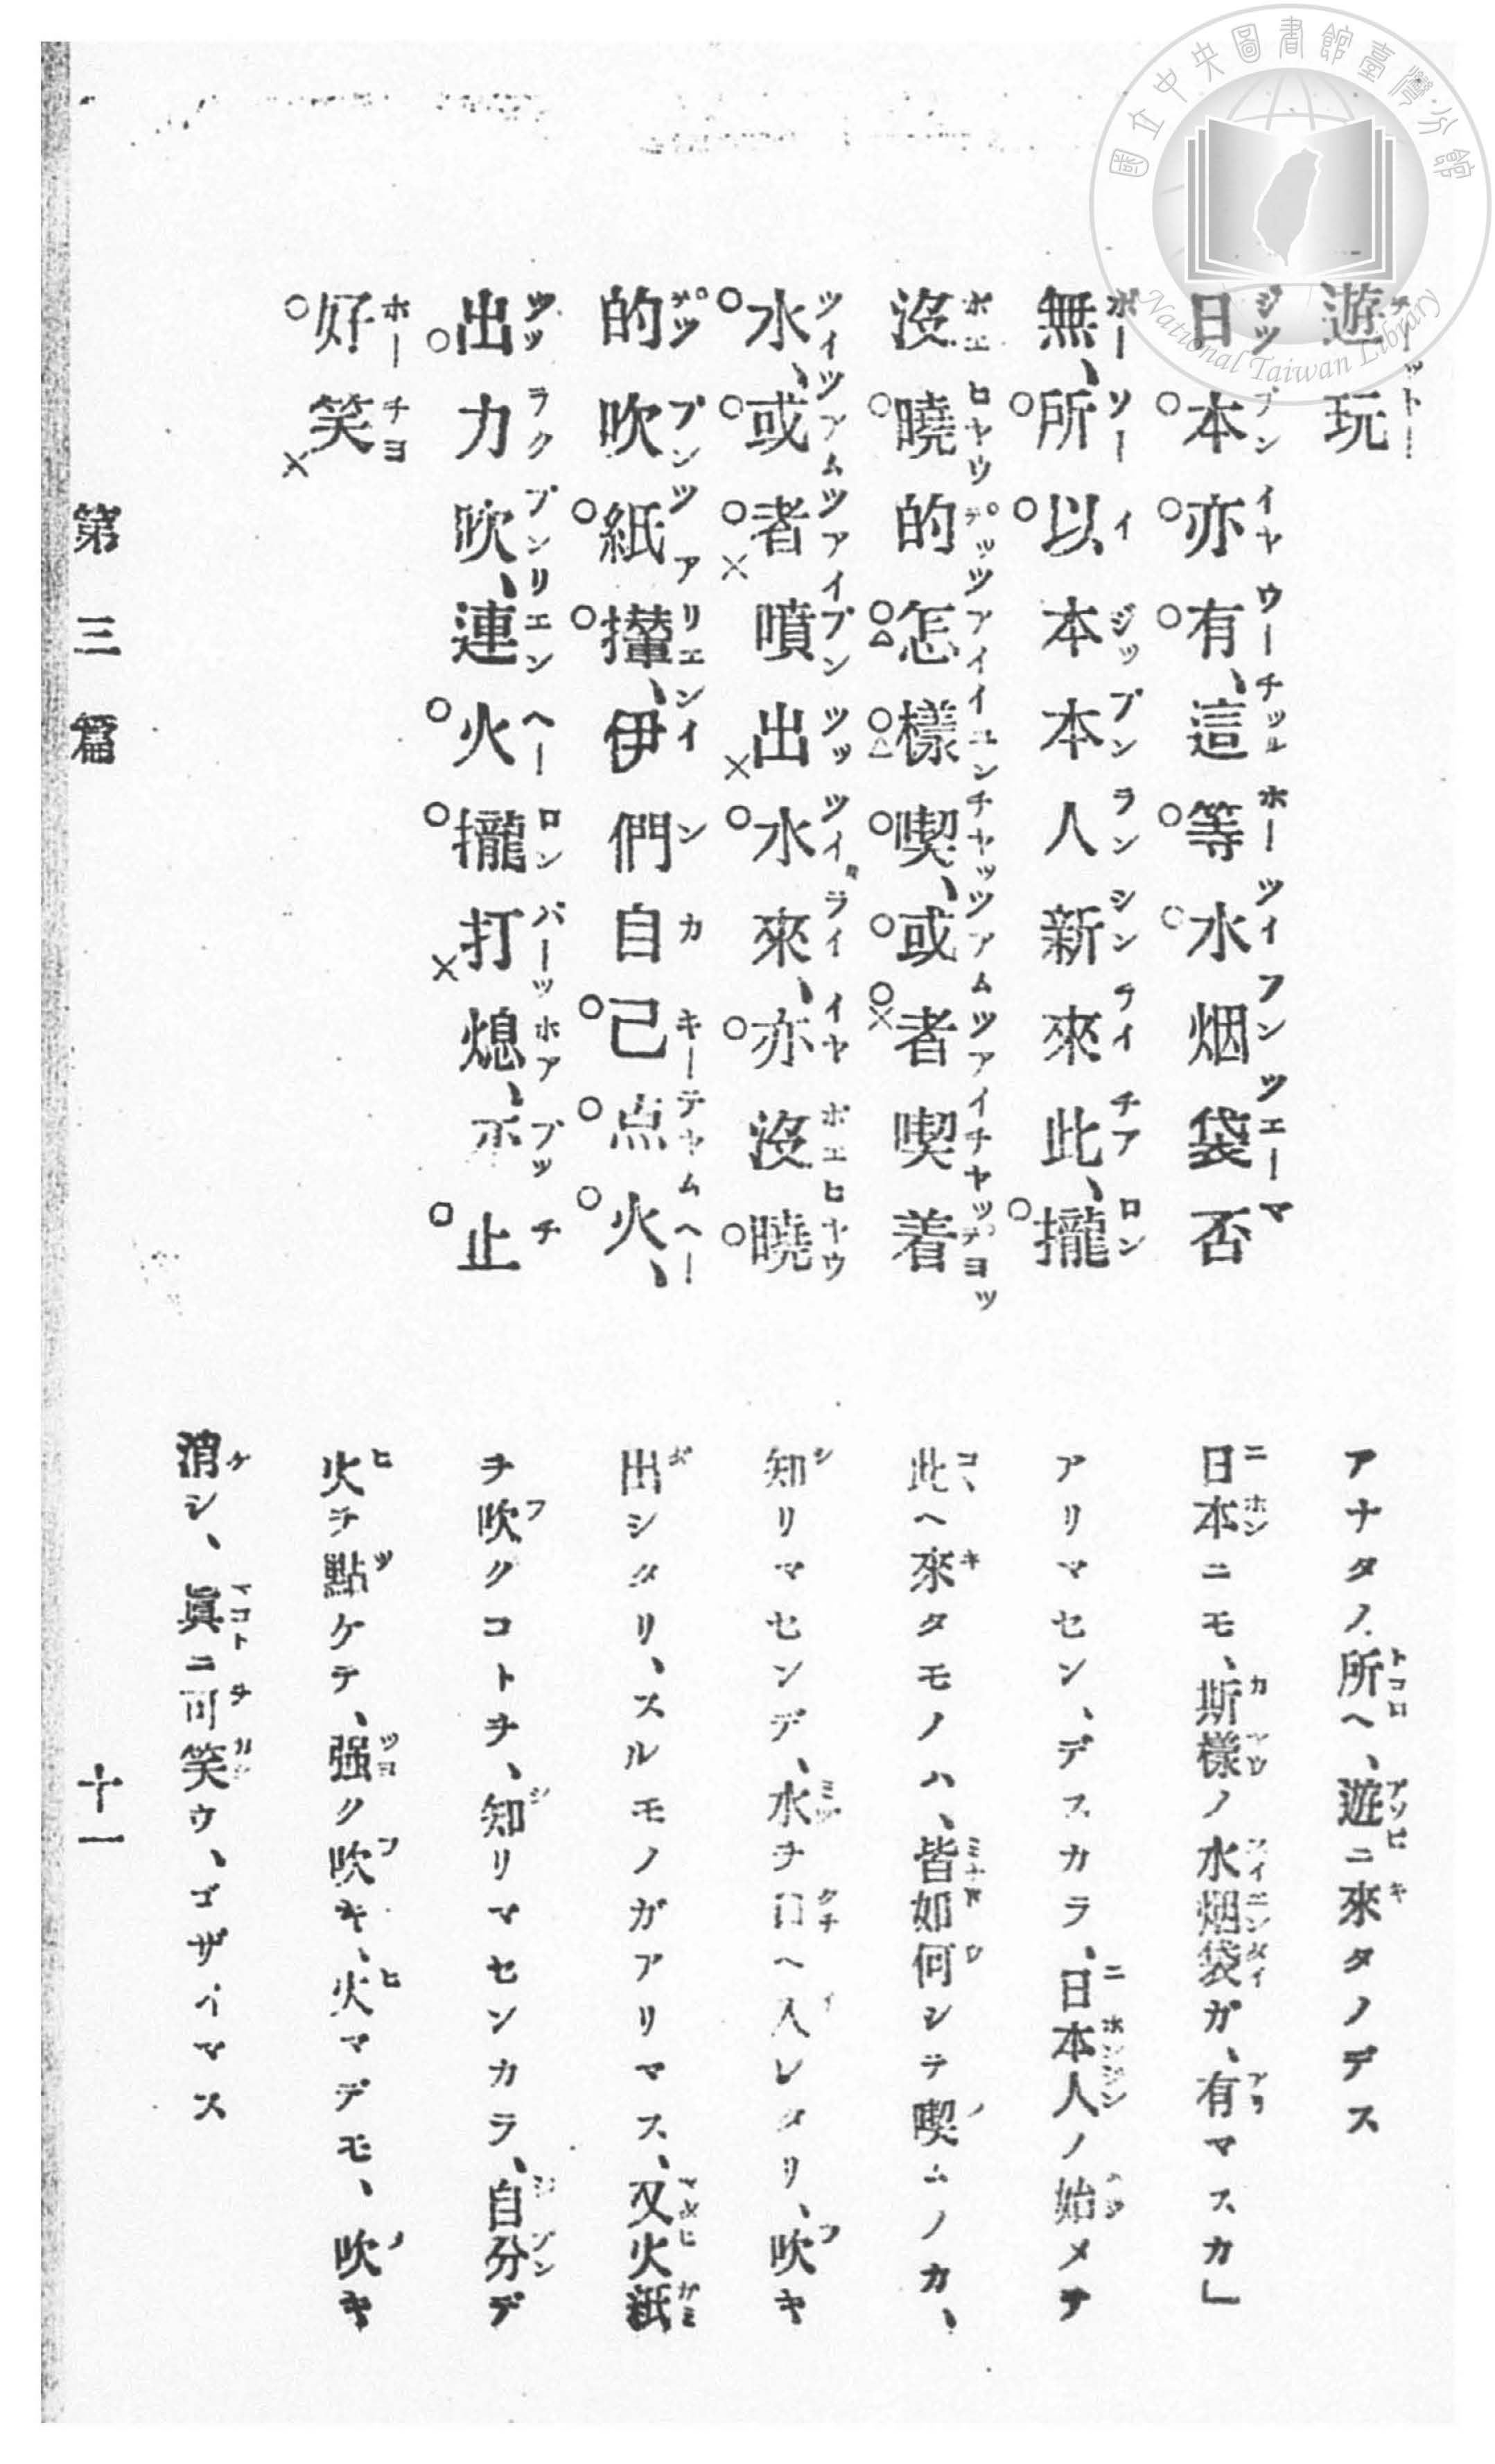 國立中央圖書館臺灣分館
National Taiwan Library
遊玩
日本亦有、這等水烟袋否
無、所以本本人新來此、攏
沒曉的怎樣喫、或者喫着
水、或者噴出水來、亦沒曉
的吹紙攆、伊們自己点火、
出力吹、連火攏打熄、不止
好笑
アナタノ所へ、遊ニ來タノデス
日本ニモ、斯樣ノ水烟袋ガ、有マスカ」
アリマセン、デスカラ、日本人ノ始メテ
此へ來タモノハ、皆如何シテ喫ムノカ、
知リマセンデ、水ヲ口へ入レタリ、吹キ
出シタリ、スルモノガアリマス、又火紙
ヲ吹クコトヲ、知リマセンカラ、自分デ
火ヲ點ケテ、强ク吹キ、火マデモ、吹キ
消シ、眞ニ可笑ウ、ゴザイマス
第三篇
十一